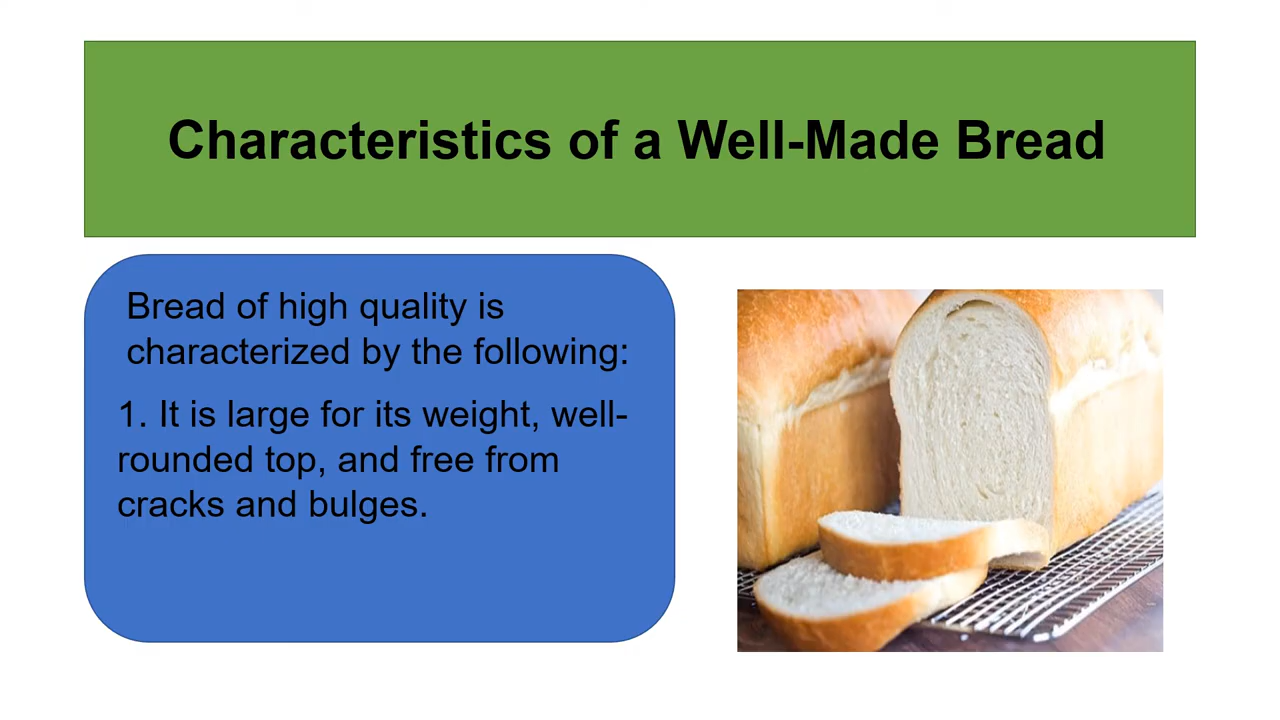 Characteristics of a Well-Made Bread
Bread of high quality is
characterized by the following:
1. It is large for its weight, well-
rounded top, and free from
cracks and bulges.